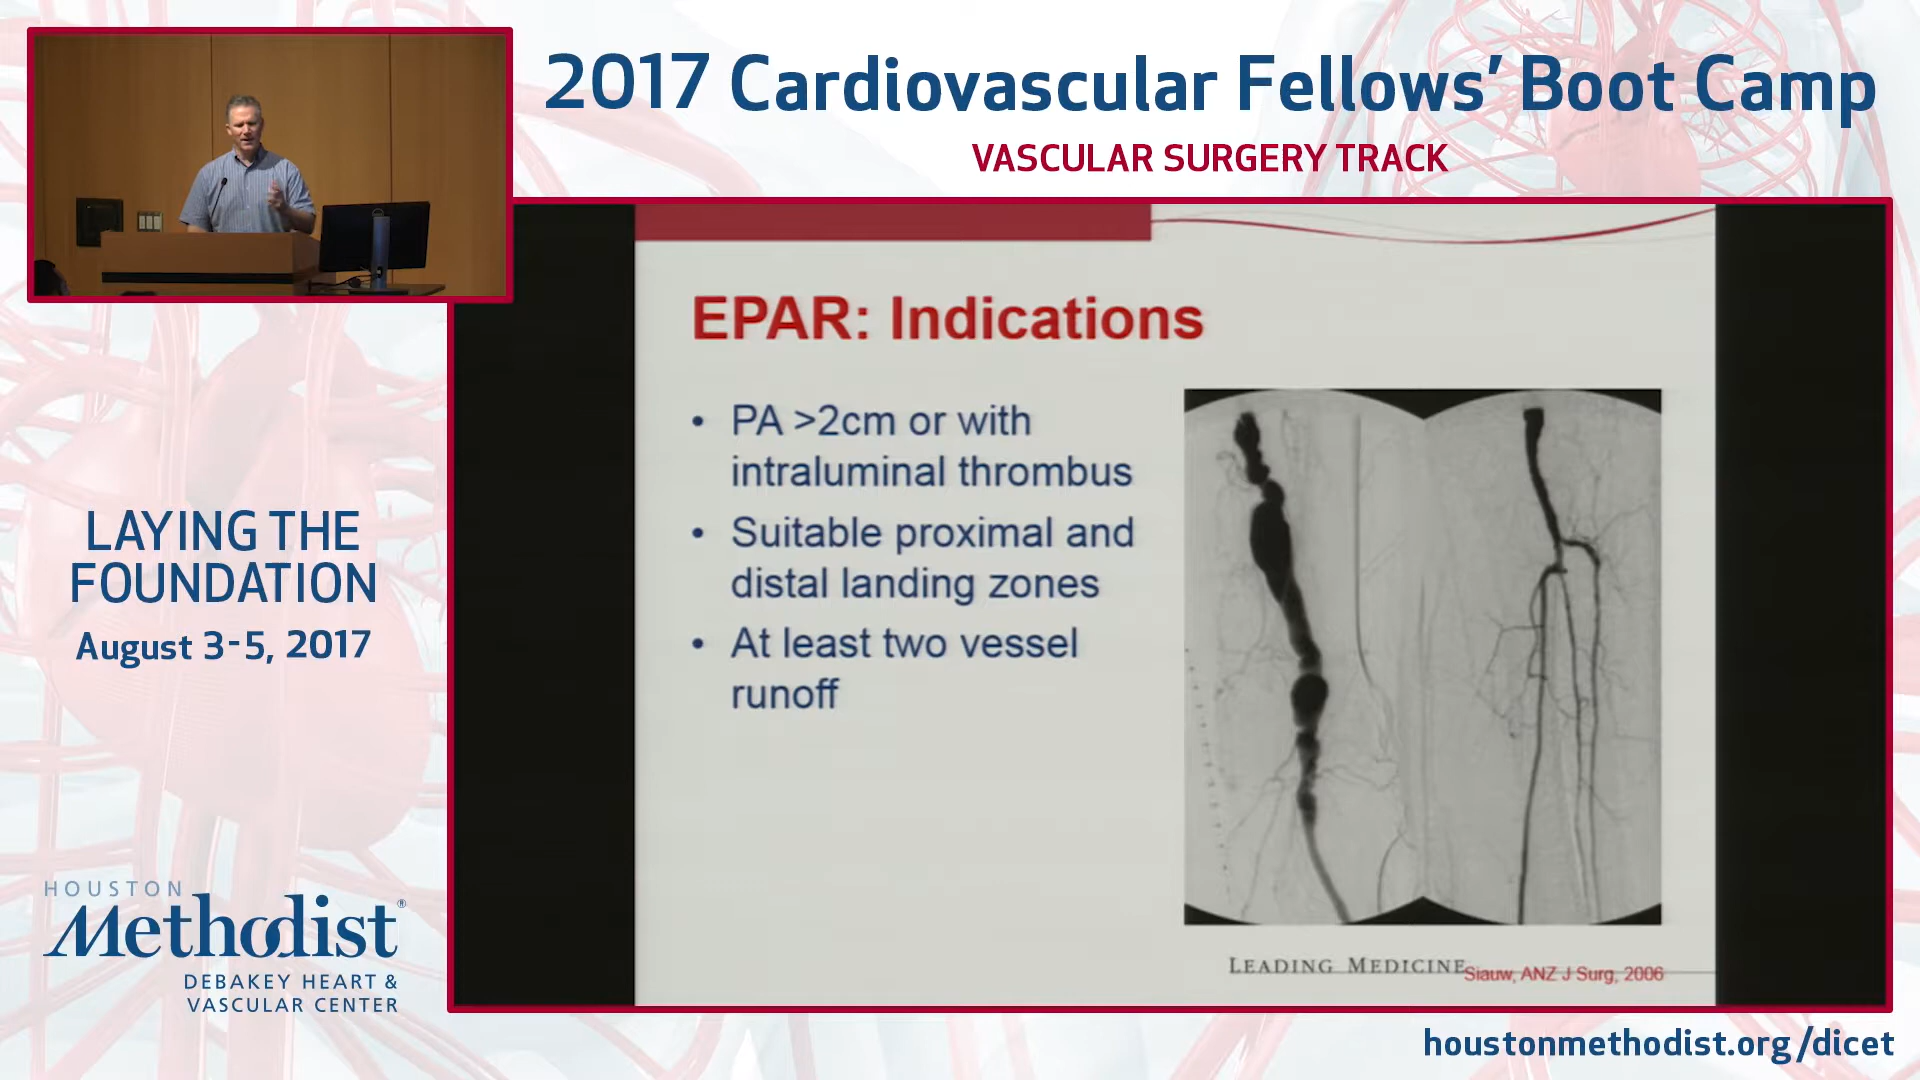 2017 Cardiovascular Fellows' Boot Camp
VASCULAR SURGERY TRACK
EPAR: Indications
• PA >2cm or with
intraluminal thrombus
• Suitable proximal and
distal landing zones
• At least two vessel
runoff
LEADING MEDICINE
Siauw, ANZ J Surg, 2006
LAYING THE
FOUNDATION
August 3-5, 2017
HOUSTON
Methodist®
DEBAKEY HEART &
VASCULAR CENTER
houstonmethodist.org/dicet